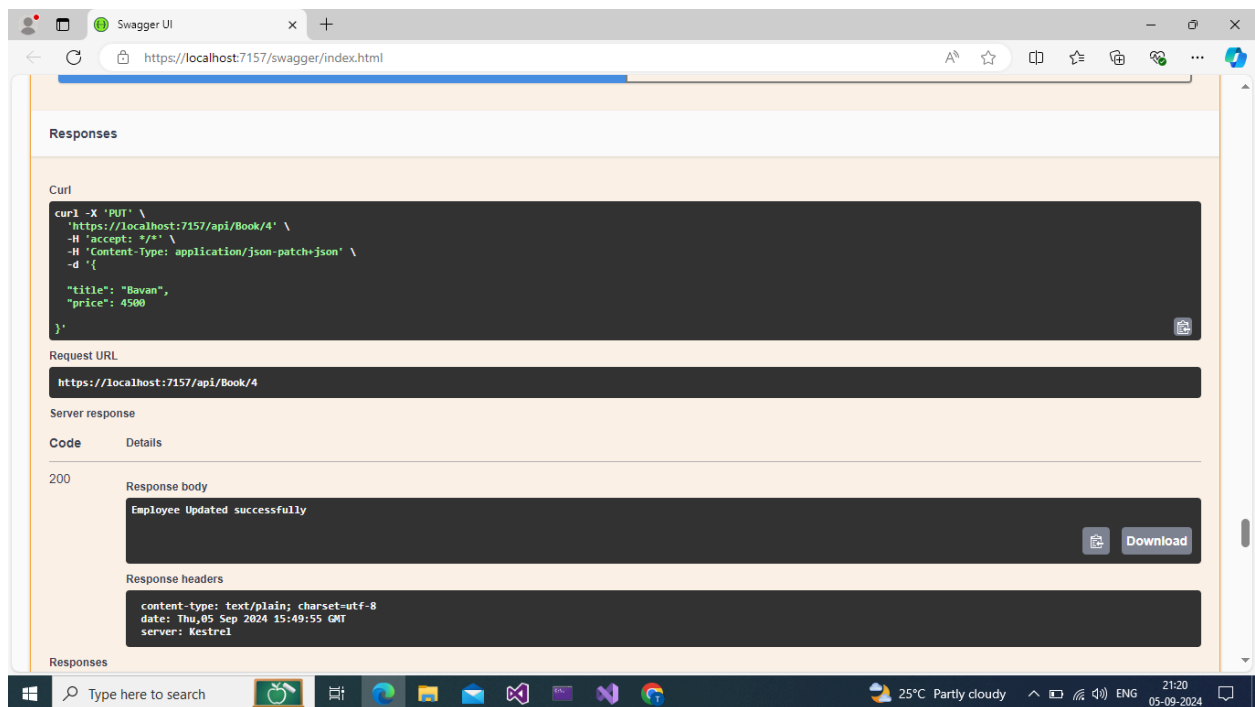 Swagger UI
https://localhost:7157/swagger/index.html
Responses
Curl
curl -X 'PUT' \
'https://localhost:7157/api/Book/4' \
-H 'accept: */*' \
-H 'Content-Type: application/json-patch+json' \
-d '{
"title": "Bavan",
"price": 4500
}'
Request URL
https://localhost:7157/api/Book/4
Server response
Code Details
200
Response body
Employee Updated successfully
Download
Response headers
content-type: text/plain; charset=utf-8
date: Thu,05 Sep 2024 15:49:55 GMT
server: Kestrel
Responses
Type here to search
25°C Partly cloudy
ENG
21:20
05-09-2024